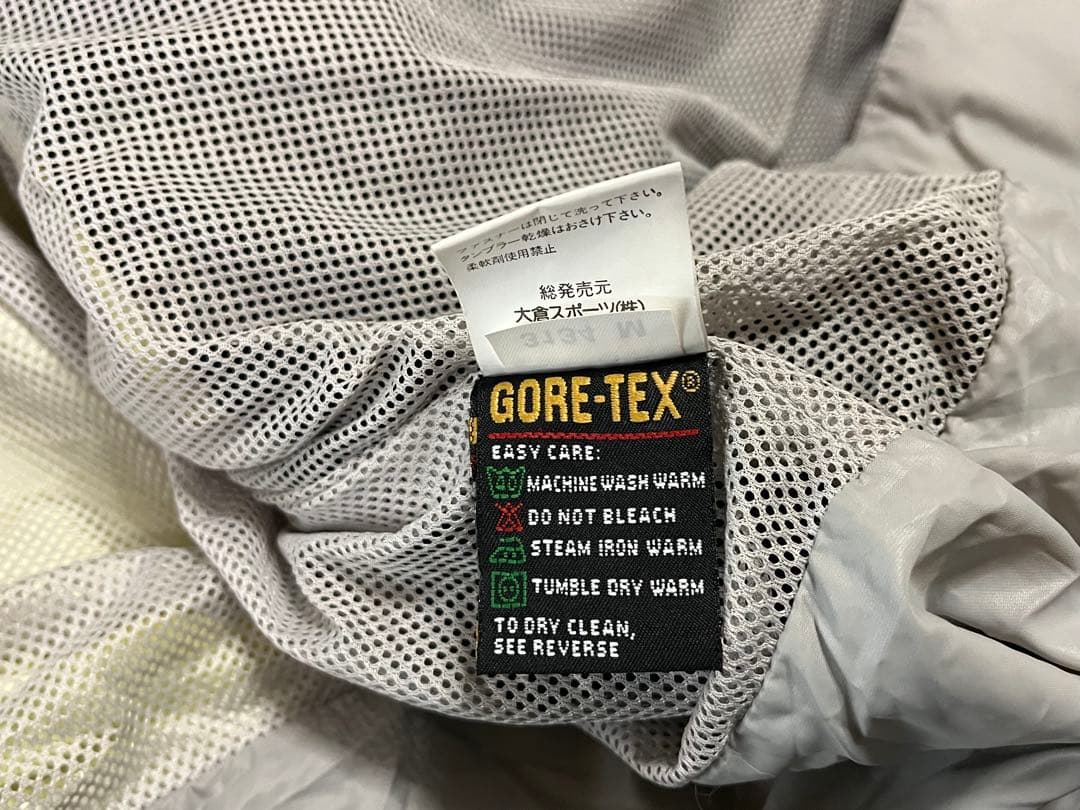 ファスナーは閉じて洗って下さい。
タンブラー乾燥はおさけ下さい。
柔軟剤使用禁止
総発売元
大倉スポーツ(株)
3134 M
GORE-TEX®
EASY CARE:
MACHINE WASH WARM
DO NOT BLEACH
STEAM IRON WARM
TUMBLE DRY WARM
TO DRY CLEAN,
SEE REVERSE